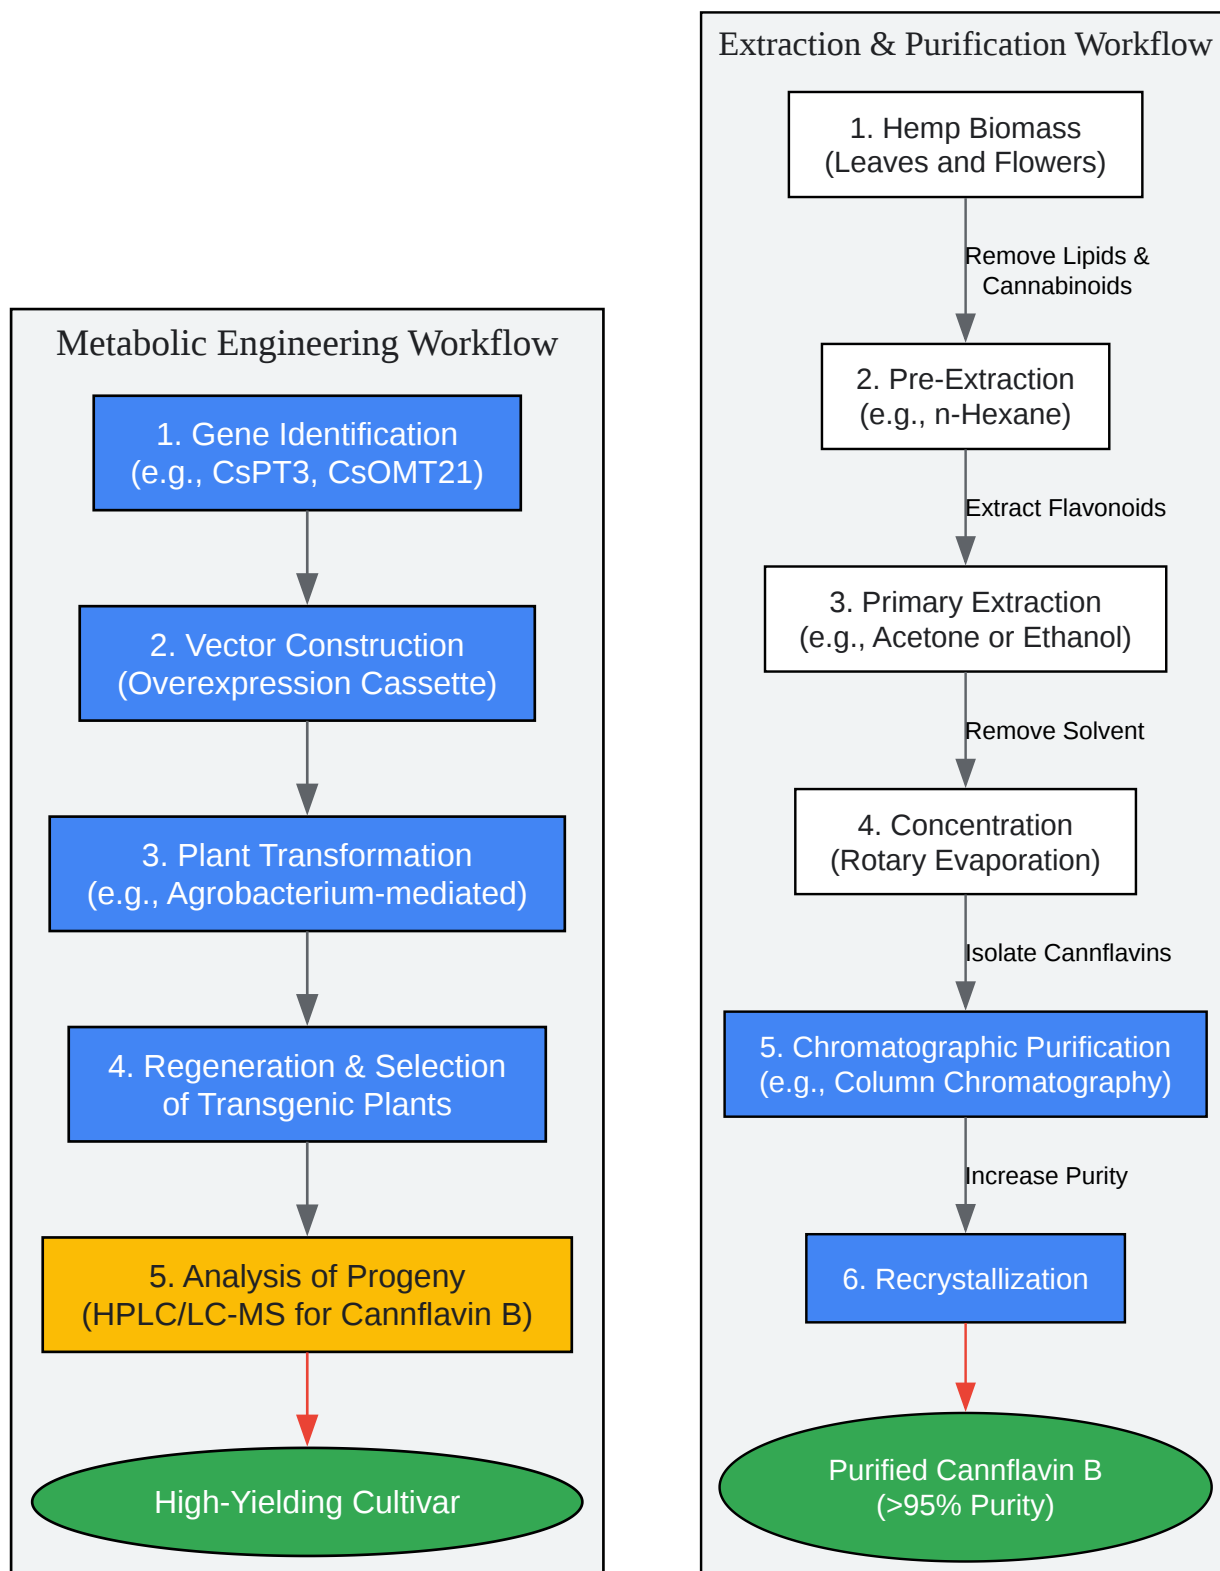 Metabolic Engineering Workflow
1. Gene Identification
(e.g., CsPT3, CsOMT21)
2. Vector Construction
(Overexpression Cassette)
3. Plant Transformation
(e.g., Agrobacterium-mediated)
4. Regeneration & Selection
of Transgenic Plants
5. Analysis of Progeny
(HPLC/LC-MS for Cannflavin B)
High-Yielding Cultivar
Extraction & Purification Workflow
1. Hemp Biomass
(Leaves and Flowers)
Remove Lipids &
Cannabinoids
2. Pre-Extraction
(e.g., n-Hexane)
Extract Flavonoids
3. Primary Extraction
(e.g., Acetone or Ethanol)
Remove Solvent
4. Concentration
(Rotary Evaporation)
Isolate Cannflavins
5. Chromatographic Purification
(e.g., Column Chromatography)
Increase Purity
6. Recrystallization
Purified Cannflavin B
(>95% Purity)